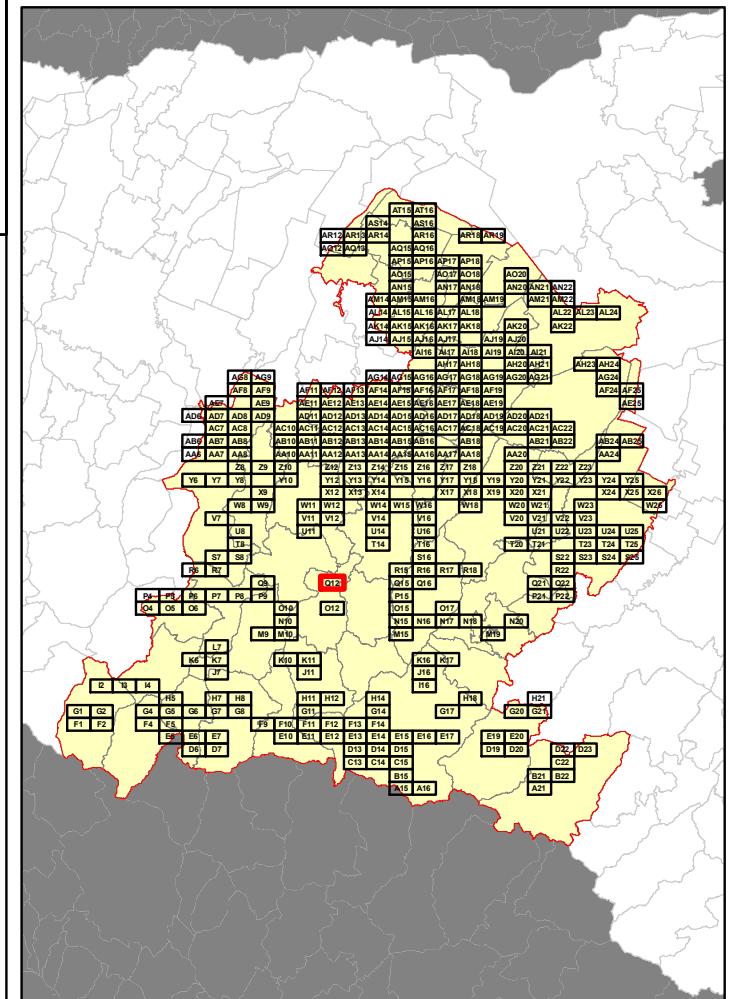 AT15 AT16
AS14 AS16
AR12 AR13 AR14 AR16 AR18 AR19
AQ12 AQ13 AQ15 AQ16
AP15 AP16 AP17 AP18
AO15 AO17 AO18 AO20
AN15 AN17 AN18 AN20 AN21 AN22
AM14 AM15 AM16 AM18 AM19 AM21 AM22
AL14 AL15 AL16 AL17 AL18 AL22 AL23 AL24
AK14 AK15 AK16 AK17 AK18 AK20 AK22
AJ14 AJ15 AJ16 AJ17 AJ19 AJ20
AI16 AI17 AI18 AI19 AI20 AI21
AH17 AH18 AH20 AH21 AH23 AH24
AG8 AG9 AG14 AG15 AG16 AG17 AG18 AG19 AG20 AG21 AG24
AF8 AF9 AF11 AF12 AF13 AF14 AF15 AF16 AF17 AF18 AF19 AF24 AF25
AE7 AE9 AE11 AE12 AE13 AE14 AE15 AE16 AE17 AE18 AE19 AE25
AD6 AD7 AD8 AD9 AD11 AD12 AD13 AD14 AD15 AD16 AD17 AD18 AD19 AD20 AD21
AC7 AC8 AC10 AC11 AC12 AC13 AC14 AC15 AC16 AC17 AC18 AC19 AC20 AC21 AC22
AB6 AB7 AB8 AB10 AB11 AB12 AB13 AB14 AB15 AB16 AB18 AB21 AB22 AB24 AB25
AA6 AA7 AA8 AA10 AA11 AA12 AA13 AA14 AA15 AA16 AA17 AA18 AA20 AA24
Z8 Z9 Z10 Z12 Z13 Z14 Z15 Z16 Z17 Z18 Z20 Z21 Z22 Z23
Y6 Y7 Y8 Y10 Y12 Y13 Y14 Y15 Y16 Y17 Y18 Y19 Y20 Y21 Y22 Y23 Y24 Y25
X9 X12 X13 X14 X17 X18 X19 X20 X21 X24 X25 X26
W8 W9 W11 W12 W14 W15 W16 W18 W20 W21 W23 W26
V7 V11 V12 V14 V16 V20 V21 V22 V23
U8 U11 U14 U16 U21 U22 U23 U24 U25
T8 T14 T16 T20 T21 T23 T24 T25
S7 S8 S16 S22 S23 S24 S25
R6 R7 R15 R16 R17 R18 R22
Q9 Q12 Q15 Q16 Q21 Q22
P4 P5 P6 P7 P8 P9 P15 P21 P22
O4 O5 O6 O10 O12 O15 O17
N10 N15 N16 N17 N18 N20
M9 M10 M15 M19
L7
K6 K7 K10 K11 K16 K17
J7 J11 J16
I2 I3 I4 I16
H5 H7 H8 H11 H12 H14 H18 H21
G1 G2 G4 G5 G6 G7 G8 G11 G14 G17 G20 G21
F1 F2 F4 F5 F9 F10 F11 F12 F13 F14
E5 E6 E7 E10 E11 E12 E13 E14 E15 E16 E17 E19 E20
D6 D7 D13 D14 D15 D19 D20 D22 D23
C13 C14 C15 C22
B15 B21 B22
A15 A16 A21